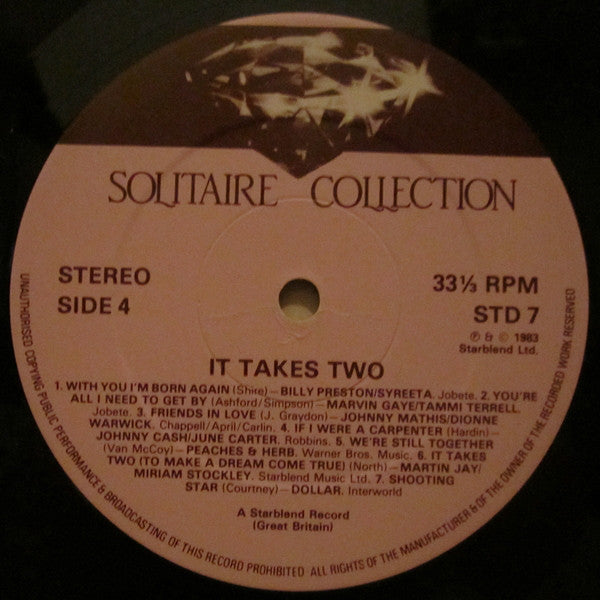 SOLITAIRE COLLECTION
STEREO
SIDE 4
33⅓ RPM
STD 7
℗ & © 1983
Starblend Ltd.
IT TAKES TWO
1. WITH YOU I'M BORN AGAIN (Shire)—BILLY PRESTON/SYREETA. Jobete. 2. YOU'RE
ALL I NEED TO GET BY (Ashford/Simpson)—MARVIN GAYE/TAMMI TERRELL.
Jobete. 3. FRIENDS IN LOVE (J. Graydon)—JOHNNY MATHIS/DIONNE
WARWICK. Chappell/April/Carlin. 4. IF I WERE A CARPENTER (Hardin)—
JOHNNY CASH/JUNE CARTER. Robbins. 5. WE'RE STILL TOGETHER
(Van McCoy)—PEACHES & HERB. Warner Bros. Music. 6. IT TAKES
TWO (TO MAKE A DREAM COME TRUE) (North)—MARTIN JAY/
MIRIAM STOCKLEY. Starblend Music Ltd. 7. SHOOTING
STAR (Courtney)—DOLLAR. Interworld
A Starblend Record
(Great Britain)
UNAUTHORISED COPYING PUBLIC PERFORMANCE & BROADCASTING OF THIS RECORD PROHIBITED ALL RIGHTS OF THE MANUFACTURER & OF THE OWNER OF THE RECORDED WORK RESERVED